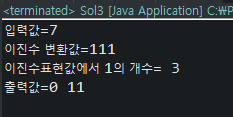 <terminated> Sol3 [Java Application] C:₩P
입력값=7
이진수 변환값=111
이진수표현값에서 1의 개수= 3
출력값=0 11